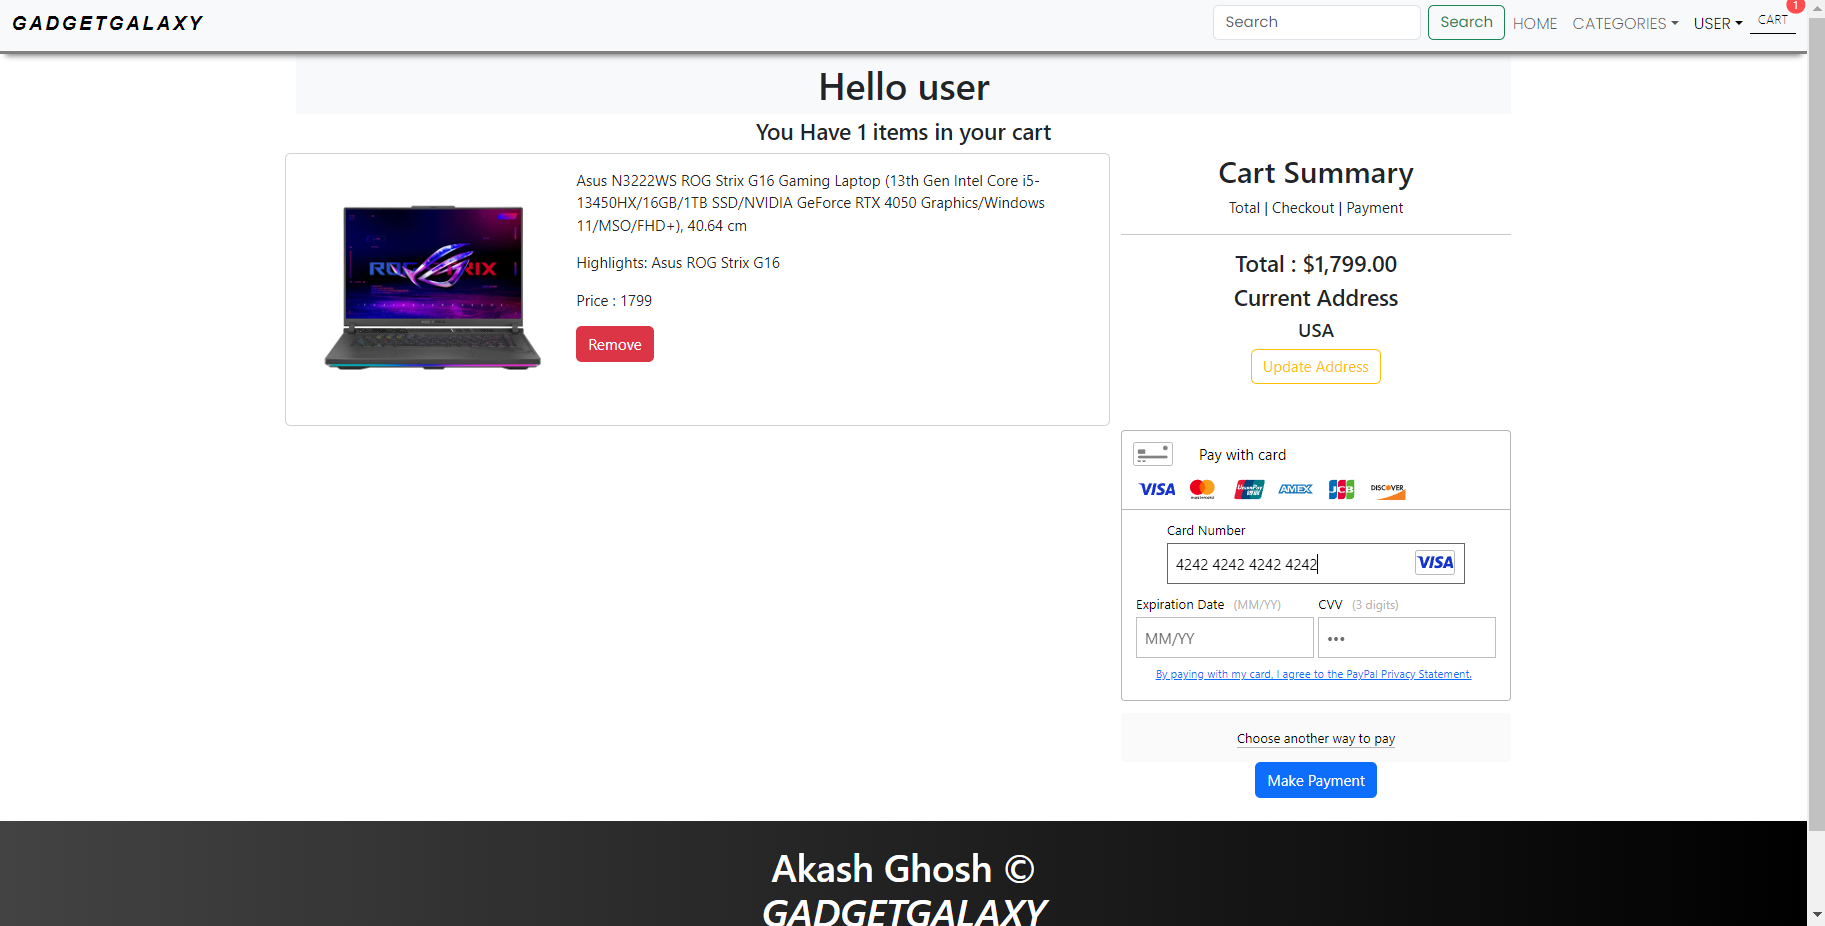 GADGETGALAXY
Search
Search
HOME
CATEGORIES
USER
CART
1
Hello user
You Have 1 items in your cart
Asus N3222WS ROG Strix G16 Gaming Laptop (13th Gen Intel Core i5-
13450HX/16GB/1TB SSD/NVIDIA GeForce RTX 4050 Graphics/Windows
11/MSO/FHD+), 40.64 cm
Highlights: Asus ROG Strix G16
Price : 1799
Remove
Cart Summary
Total | Checkout | Payment
Total : $1,799.00
Current Address
USA
Update Address
Pay with card
VISA
UnionPay
AMEX
JCB
DISCOVER
Card Number
4242 4242 4242 4242
VISA
Expiration Date (MM/YY)
CVV (3 digits)
MM/YY
•••
By paying with my card, I agree to the PayPal Privacy Statement.
Choose another way to pay
Make Payment
Akash Ghosh ©
GADGETGALAXY